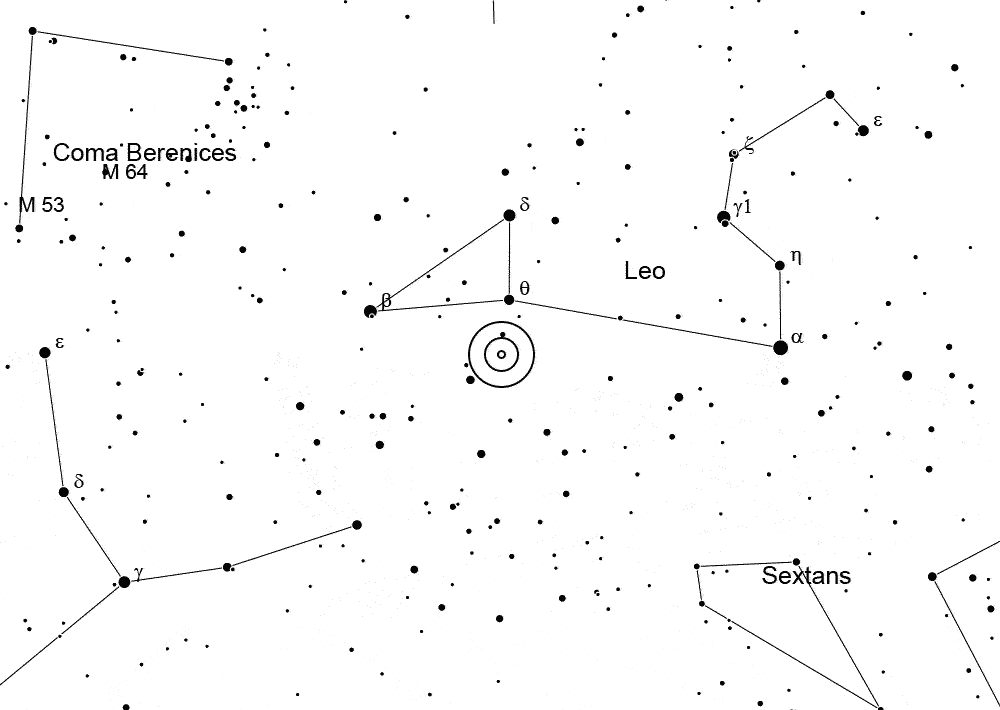 ε
ζ
Coma Berenices
M 64
M 53
δ
γ1
η
Leo
θ
β
α
ε
δ
γ
Sextans